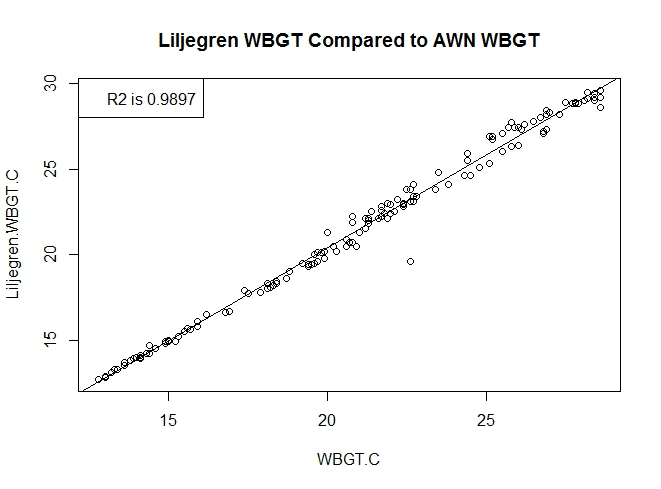 Liljegren WBGT Compared to AWN WBGT
R2 is 0.9897
Liljegren.WBGT.C
30
25
20
15
15 20 25
WBGT.C